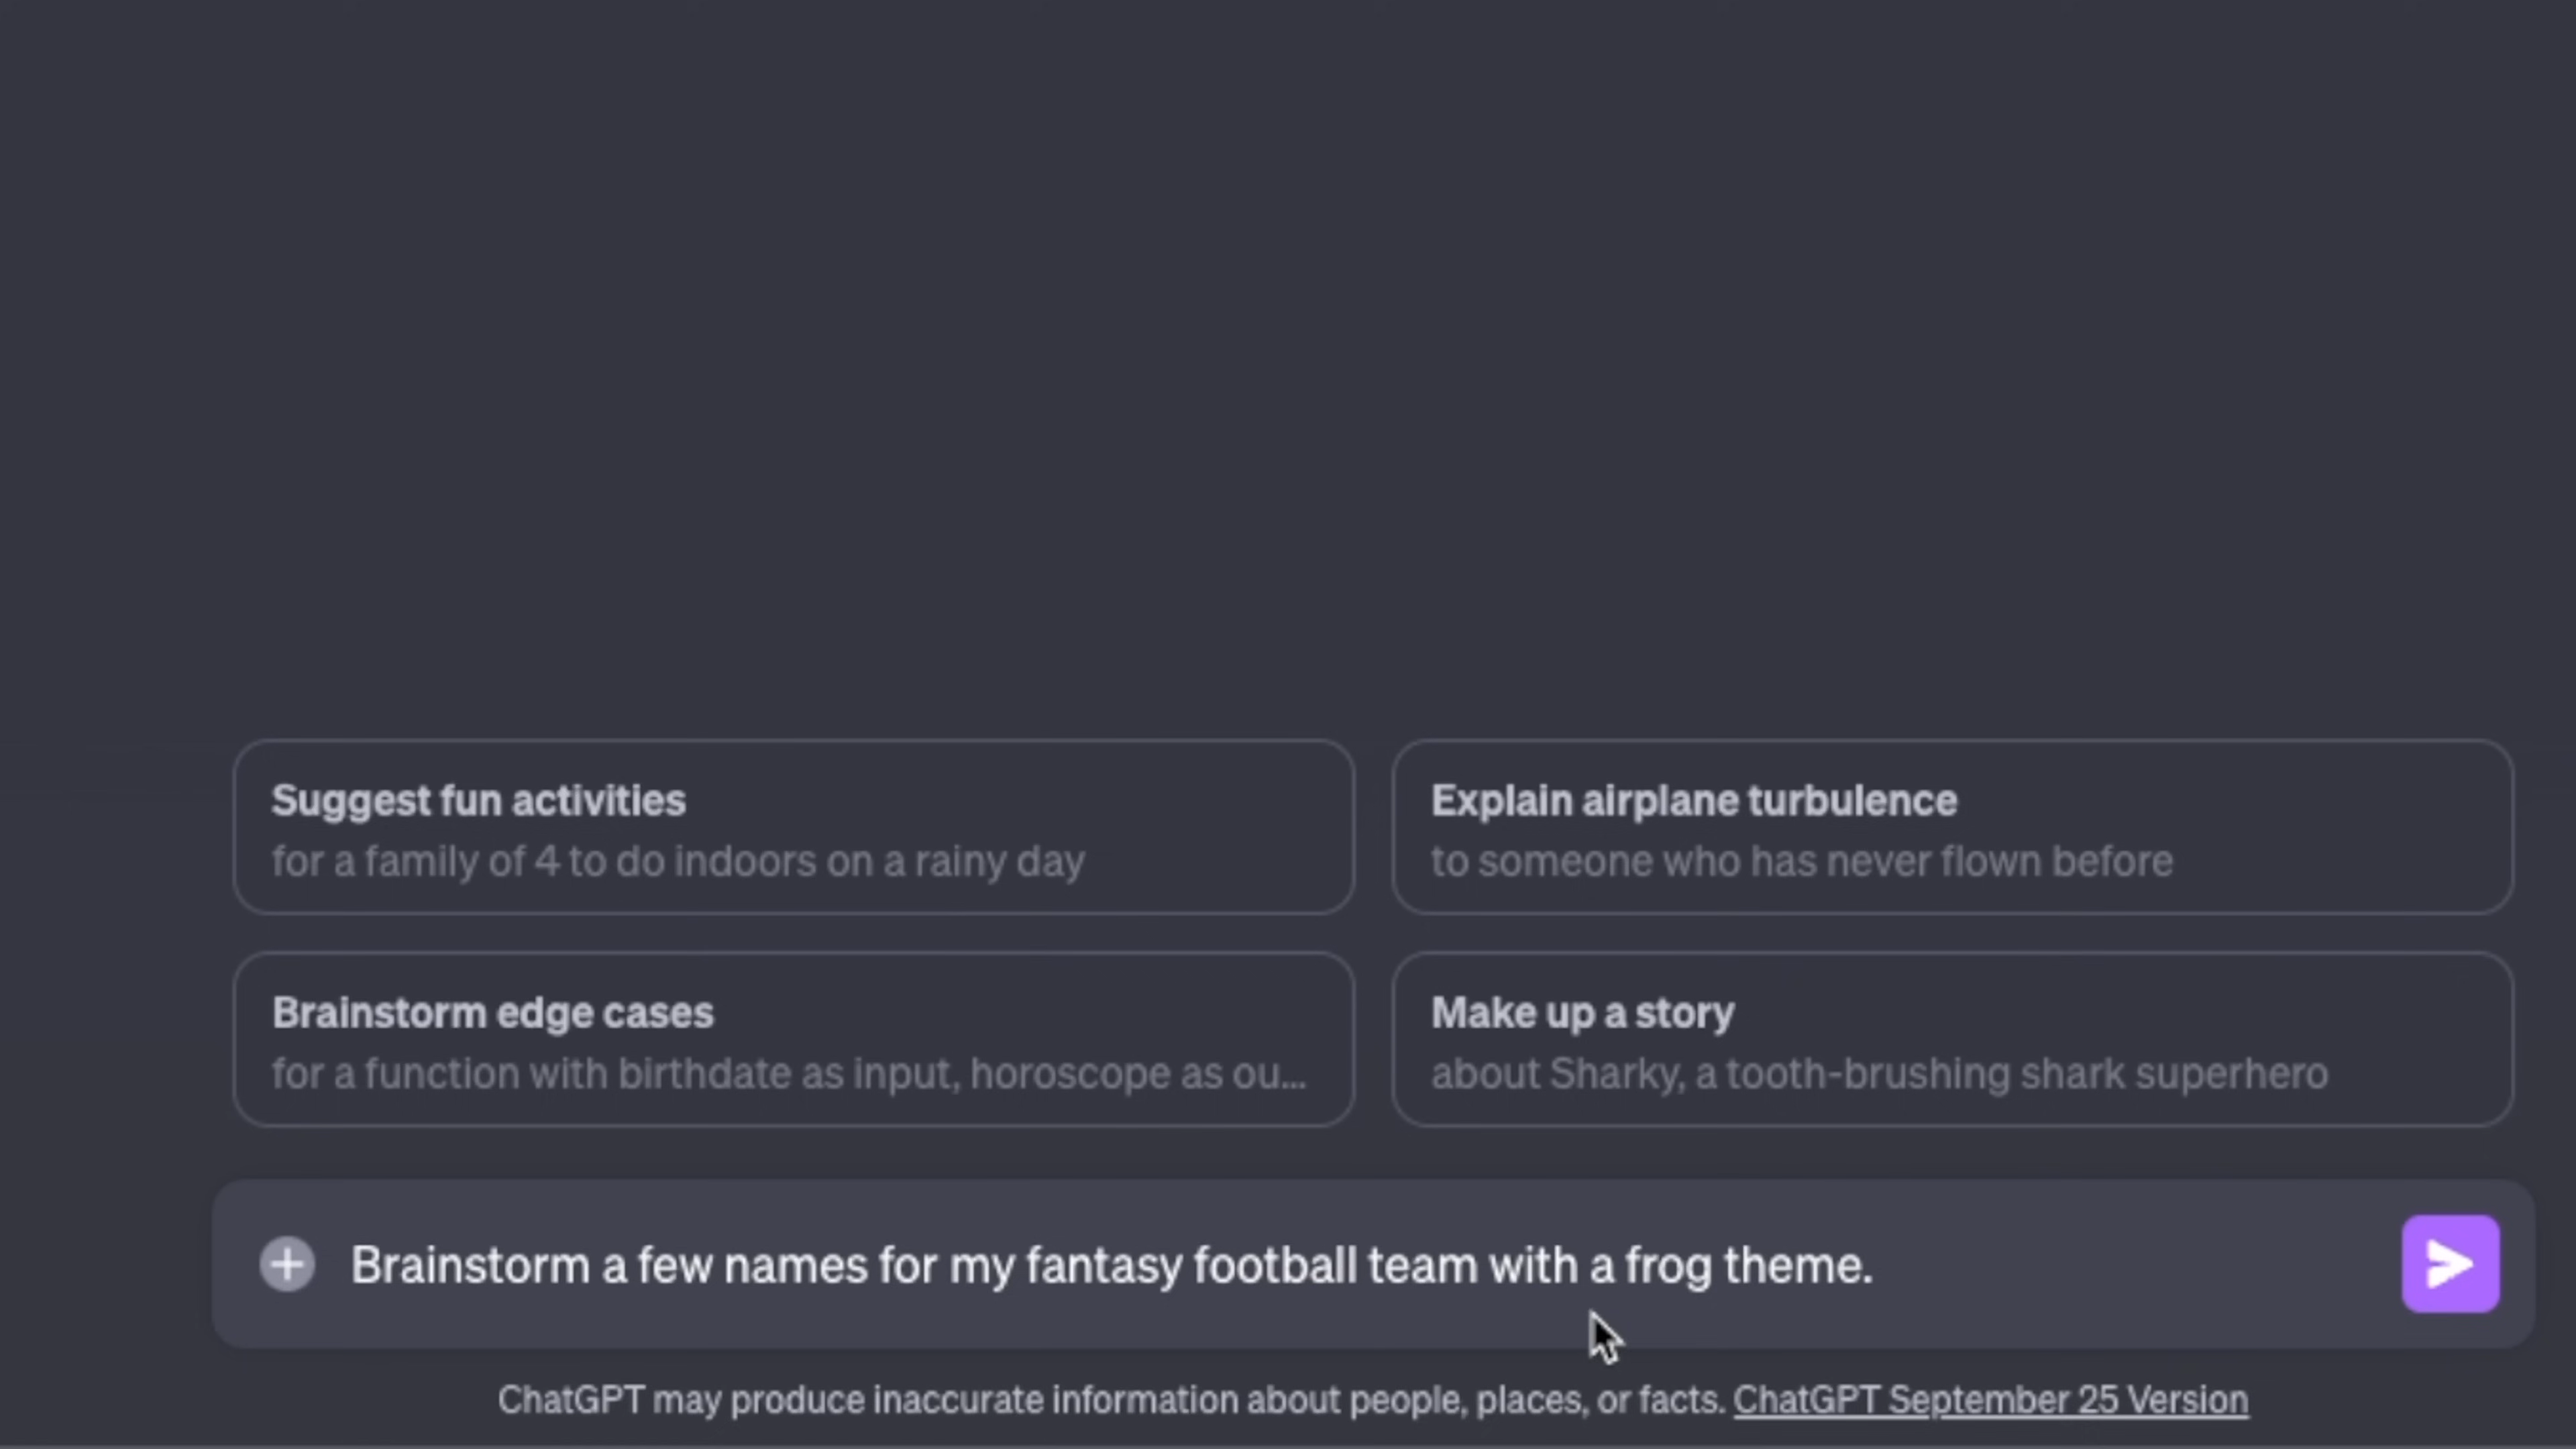 Suggest fun activities
for a family of 4 to do indoors on a rainy day
Explain airplane turbulence
to someone who has never flown before
Brainstorm edge cases
for a function with birthdate as input, horoscope as ou...
Make up a story
about Sharky, a tooth-brushing shark superhero
Brainstorm a few names for my fantasy football team with a frog theme.
ChatGPT may produce inaccurate information about people, places, or facts. ChatGPT September 25 Version